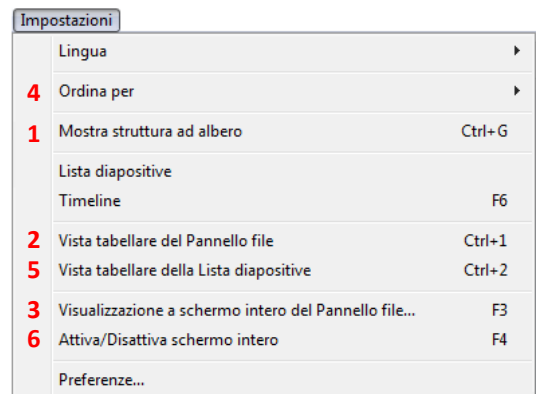 Impostazioni
Lingua
4 Ordina per
1 Mostra struttura ad albero Ctrl+G
Lista diapositive
Timeline F6
2 Vista tabellare del Pannello file Ctrl+1
5 Vista tabellare della Lista diapositive Ctrl+2
3 Visualizzazione a schermo intero del Pannello file... F3
6 Attiva/Disattiva schermo intero F4
Preferenze...